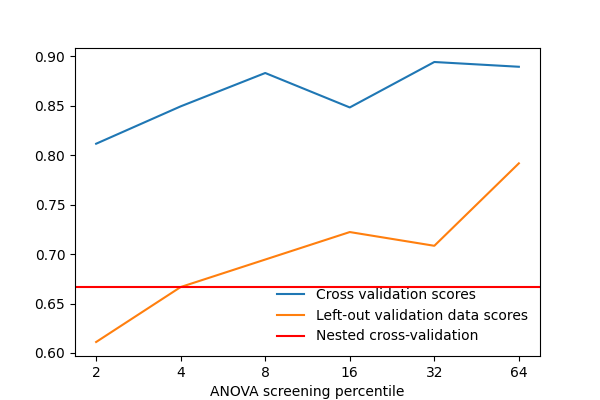 0.90
0.85
0.80
0.75
0.70
0.65
0.60
Cross validation scores
Left-out validation data scores
Nested cross-validation
2 4 8 16 32 64
ANOVA screening percentile